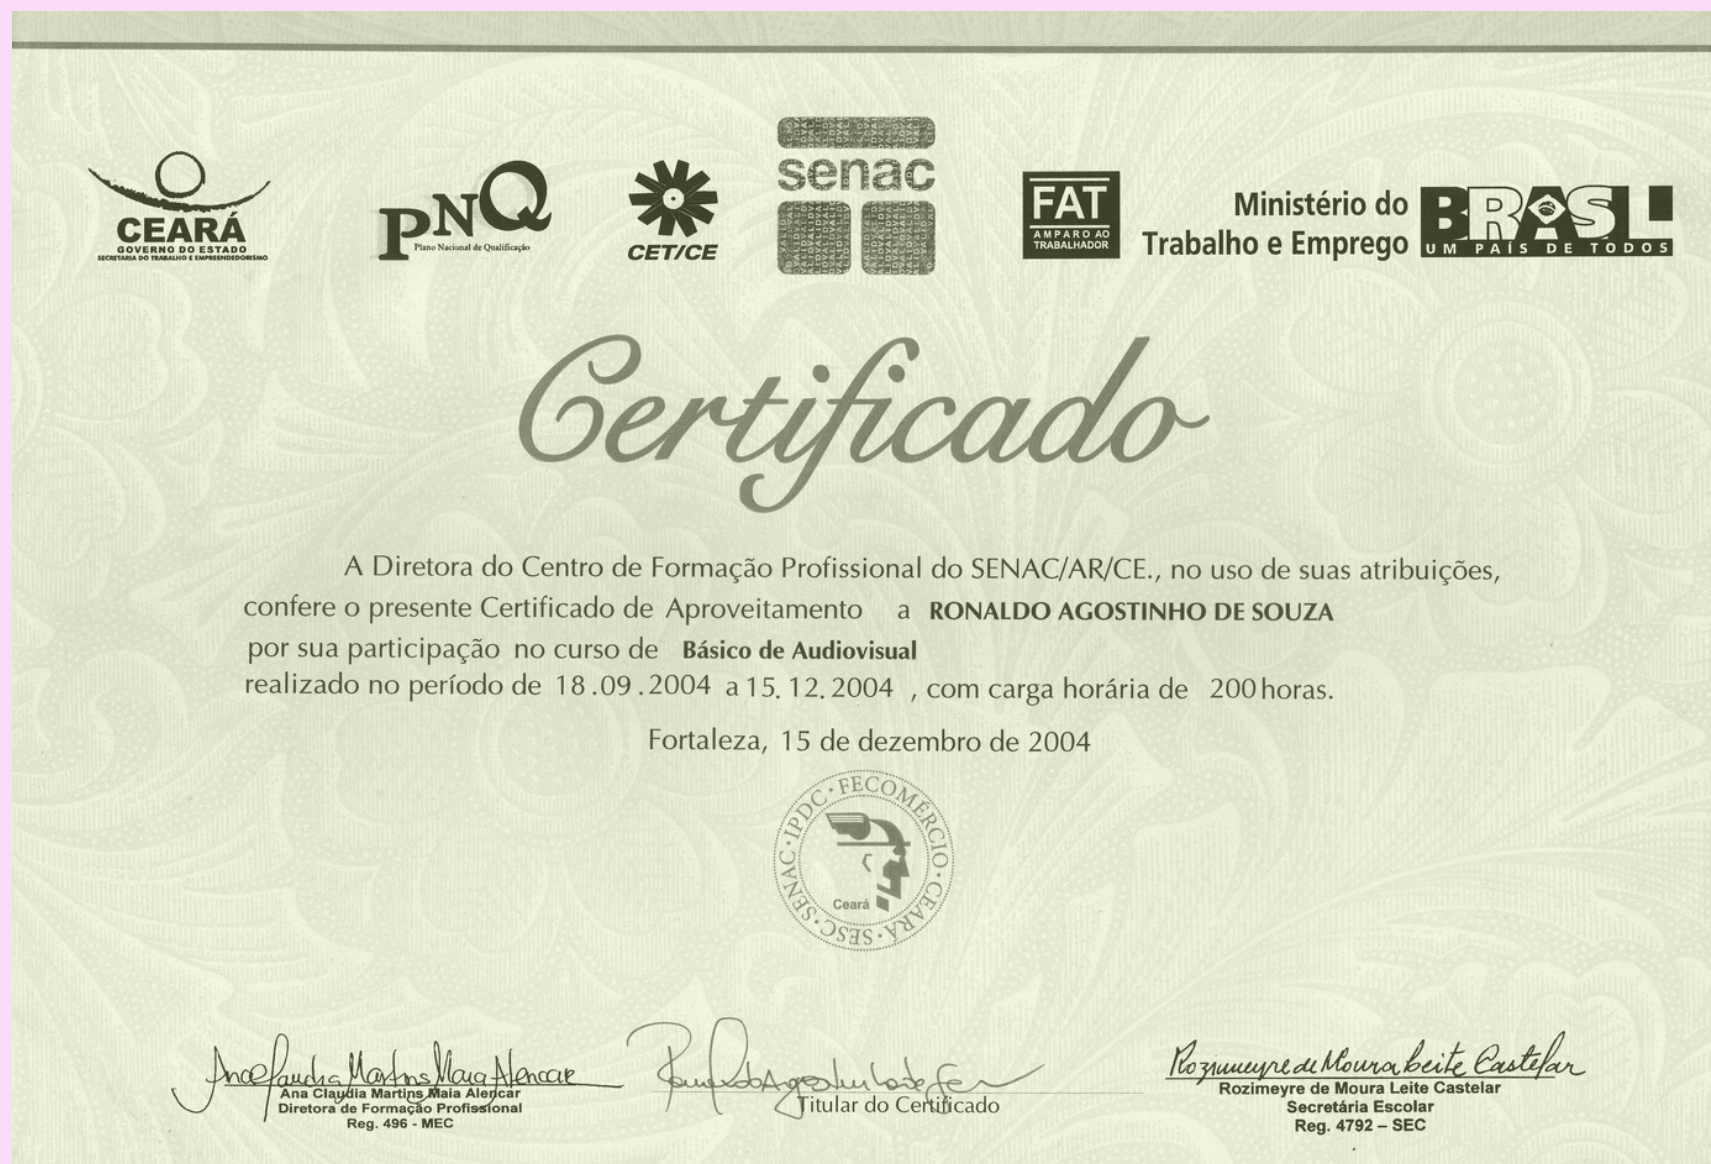 CEARÁ
GOVERNO DO ESTADO
SECRETARIA DO TRABALHO E EMPREENDEDORISMO
PNQ
Plano Nacional de Qualificação
CET/CE
senac
FAT
AMPARO AO
TRABALHADOR
Ministério do
Trabalho e Emprego
BRASIL
UM PAÍS DE TODOS
Certificado
A Diretora do Centro de Formação Profissional do SENAC/AR/CE., no uso de suas atribuições,
confere o presente Certificado de Aproveitamento a RONALDO AGOSTINHO DE SOUZA
por sua participação no curso de Básico de Audiovisual
realizado no período de 18.09.2004 a 15.12.2004 , com carga horária de 200 horas.
Fortaleza, 15 de dezembro de 2004
FECOMÉRCIO · CEARÁ · SESC · SENAC · IPDC ·
Ceará
Ana Claudia Martins Maia Alencar
Ana Claudia Martins Maia Alencar
Diretora de Formação Profissional
Reg. 496 - MEC
Titular do Certificado
Rozimeyre de Moura Leite Castelar
Rozimeyre de Moura Leite Castelar
Secretária Escolar
Reg. 4792 – SEC